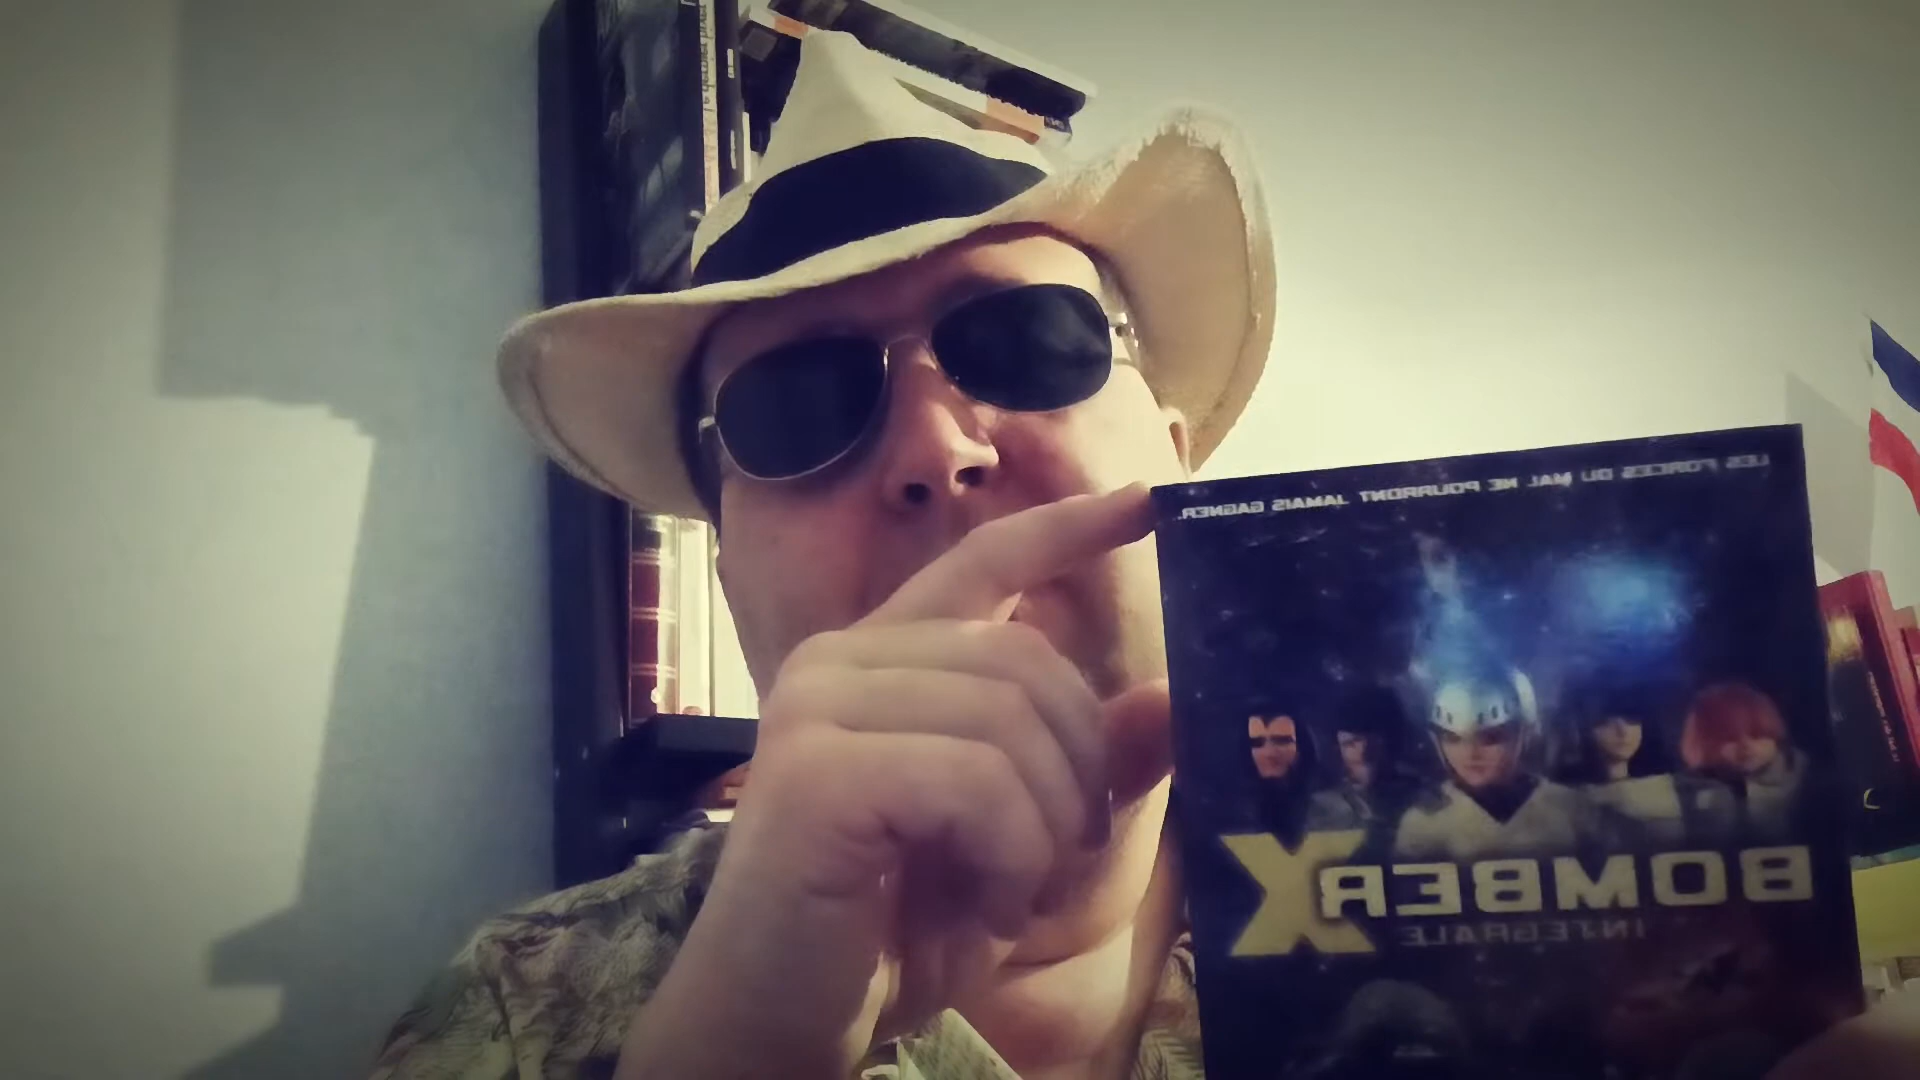 LES FORCES DU MAL NE POURRONT JAMAIS GAGNER.
BOMBER X
INTÉGRALE